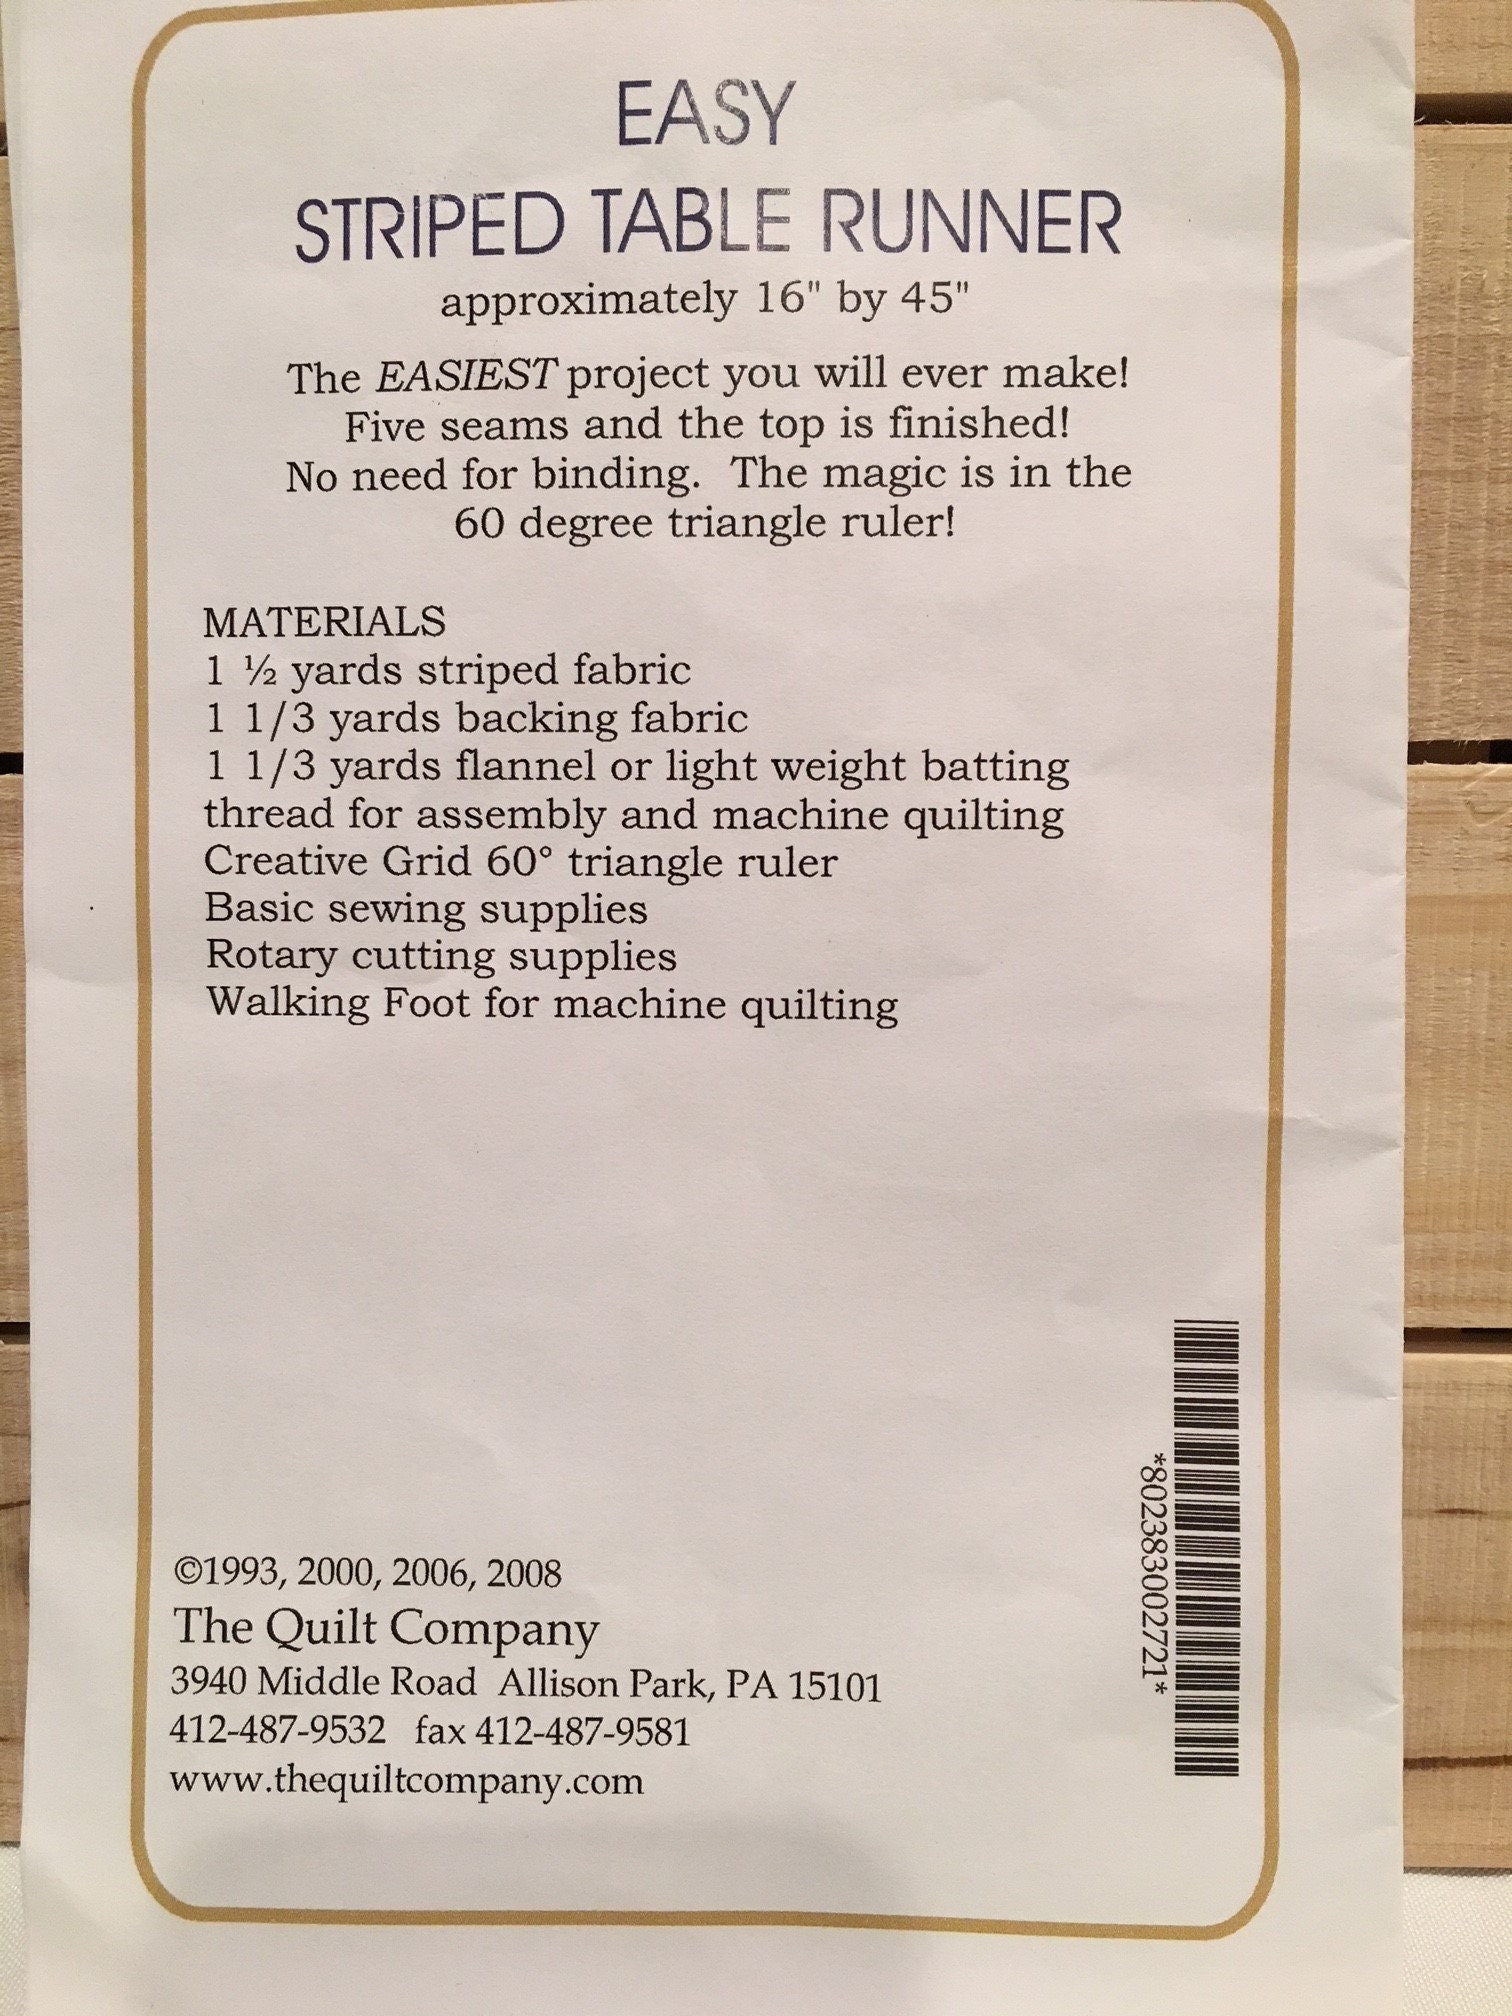 EASY
STRIPED TABLE RUNNER
approximately 16" by 45"
The EASIEST project you will ever make!
Five seams and the top is finished!
No need for binding.  The magic is in the
60 degree triangle ruler!
MATERIALS
1 ½ yards striped fabric
1 1/3 yards backing fabric
1 1/3 yards flannel or light weight batting
thread for assembly and machine quilting
Creative Grid 60° triangle ruler
Basic sewing supplies
Rotary cutting supplies
Walking Foot for machine quilting
*802383002721*
©1993, 2000, 2006, 2008
The Quilt Company
3940 Middle Road  Allison Park, PA 15101
412-487-9532   fax 412-487-9581
www.thequiltcompany.com